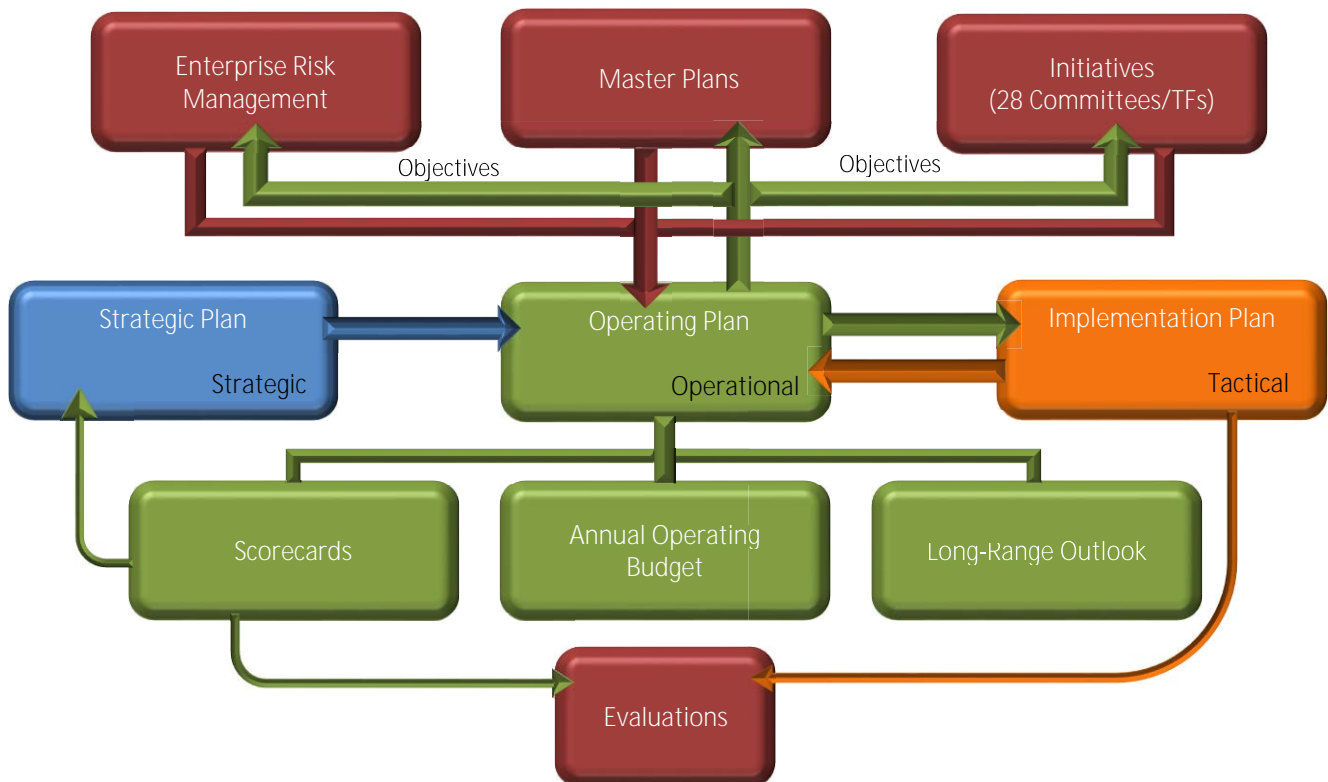 Enterprise Risk
Management
Master Plans
Initiatives
(28 Committees/TFs)
Objectives
Objectives
Strategic Plan
Strategic
Operating Plan
Operational
Implementation Plan
Tactical
Scorecards
Annual Operating
Budget
Long-Range Outlook
Evaluations